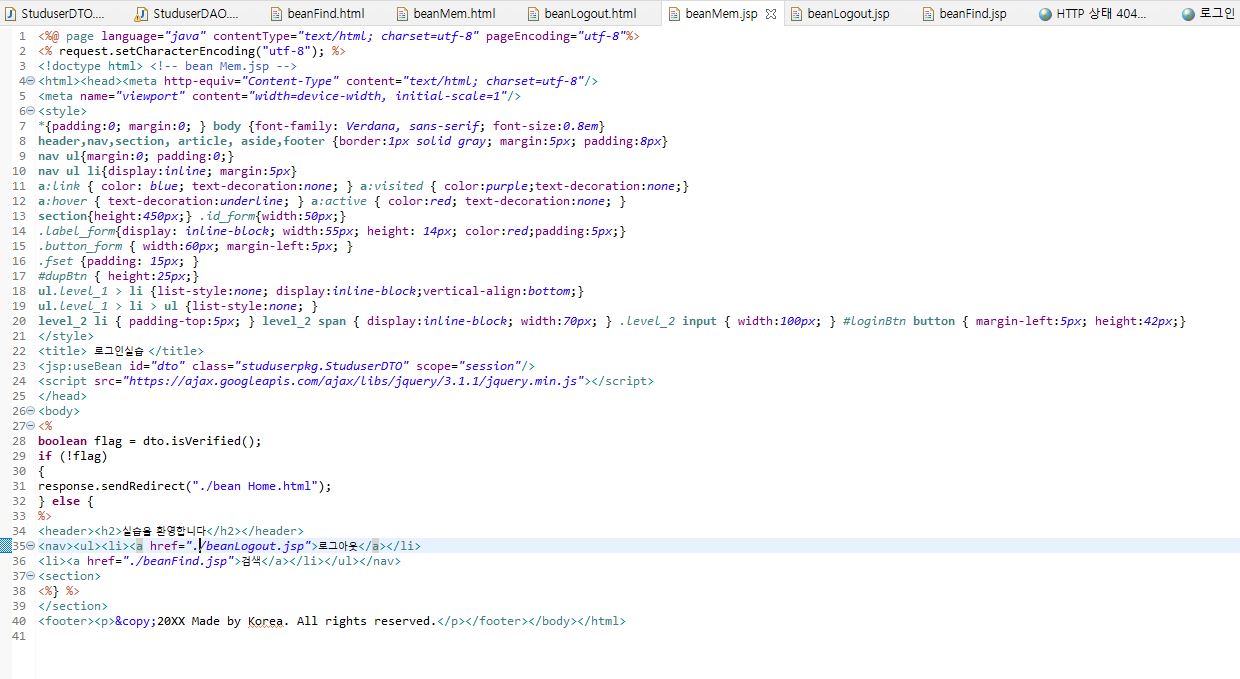 StuduserDTO.... StuduserDAO.... beanFind.html beanMem.html beanLogout.html beanMem.jsp beanLogout.jsp beanFind.jsp HTTP 상태 404... 로그인
1 <%@ page language="java" contentType="text/html; charset=utf-8" pageEncoding="utf-8"%>
2 <% request.setCharacterEncoding("utf-8"); %>
3 <!doctype html> <!-- bean Mem.jsp -->
4 <html><head><meta http-equiv="Content-Type" content="text/html; charset=utf-8"/>
5 <meta name="viewport" content="width=device-width, initial-scale=1"/>
6 <style>
7 *{padding:0; margin:0; } body {font-family: Verdana, sans-serif; font-size:0.8em}
8 header,nav,section, article, aside,footer {border:1px solid gray; margin:5px; padding:8px}
9 nav ul{margin:0; padding:0;}
10 nav ul li{display:inline; margin:5px}
11 a:link { color: blue; text-decoration:none; } a:visited { color:purple;text-decoration:none;}
12 a:hover { text-decoration:underline; } a:active { color:red; text-decoration:none; }
13 section{height:450px;} .id_form{width:50px;}
14 .label_form{display: inline-block; width:55px; height: 14px; color:red;padding:5px;}
15 .button_form { width:60px; margin-left:5px; }
16 .fset {padding: 15px; }
17 #dupBtn { height:25px;}
18 ul.level_1 > li {list-style:none; display:inline-block;vertical-align:bottom;}
19 ul.level_1 > li > ul {list-style:none; }
20 level_2 li { padding-top:5px; } level_2 span { display:inline-block; width:70px; } .level_2 input { width:100px; } #loginBtn button { margin-left:5px; height:42px;}
21 </style>
22 <title> 로그인실습 </title>
23 <jsp:useBean id="dto" class="studuserpkg.StuduserDTO" scope="session"/>
24 <script src="https://ajax.googleapis.com/ajax/libs/jquery/3.1.1/jquery.min.js"></script>
25 </head>
26 <body>
27 <%
28 boolean flag = dto.isVerified();
29 if (!flag)
30 {
31 response.sendRedirect("./bean Home.html");
32 } else {
33 %>
34 <header><h2>실습을 환영합니다</h2></header>
35 <nav><ul><li><a href="./beanLogout.jsp">로그아웃</a></li>
36 <li><a href="./beanFind.jsp">검색</a></li></ul></nav>
37 <section>
38 <%} %>
39 </section>
40 <footer><p>&copy;20XX Made by Korea. All rights reserved.</p></footer></body></html>
41